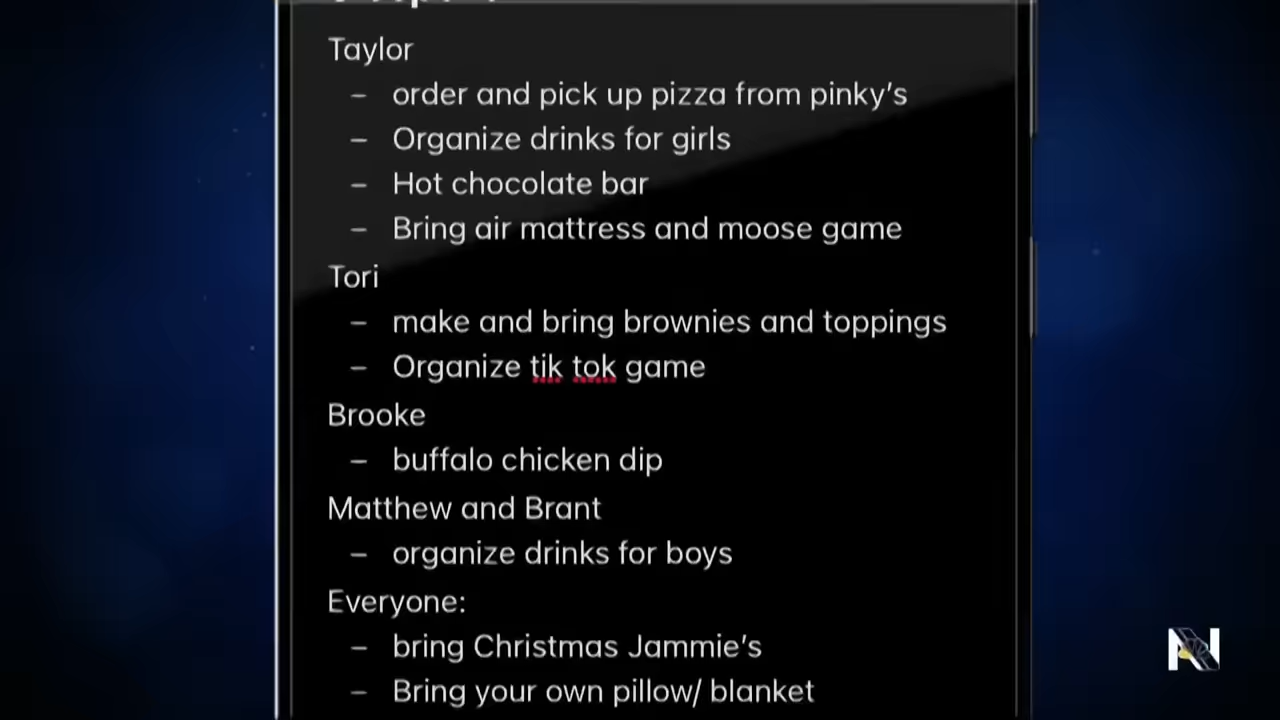 Taylor
– order and pick up pizza from pinky's
– Organize drinks for girls
– Hot chocolate bar
– Bring air mattress and moose game
Tori
– make and bring brownies and toppings
– Organize tik tok game
Brooke
– buffalo chicken dip
Matthew and Brant
– organize drinks for boys
Everyone:
– bring Christmas Jammie's
– Bring your own pillow/ blanket
N